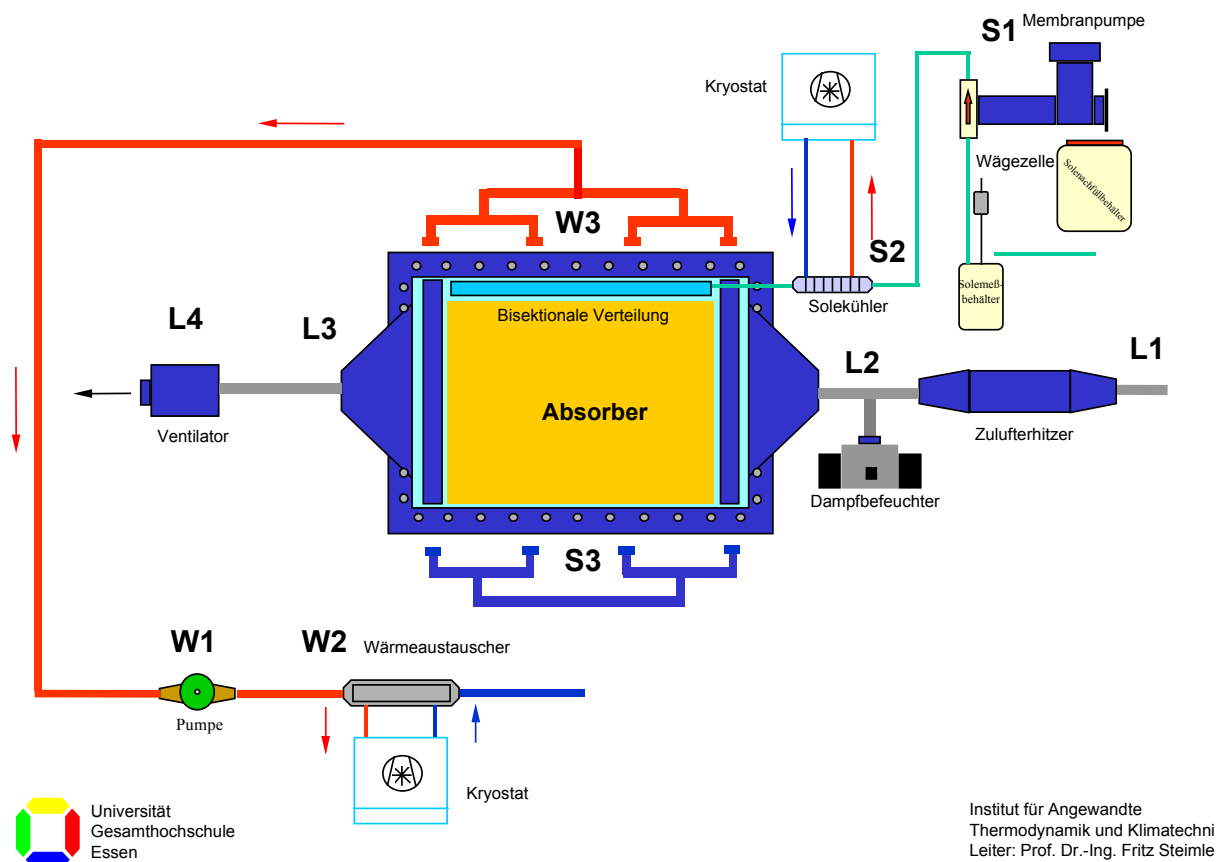 S1
Membranpumpe
Kryostat
Wägezelle
Solenachfüllbehälter
W3
S2
Solemeß-
behälter
Solekühler
Bisektionale Verteilung
L4
L3
L2
L1
Absorber
Ventilator
Zulufterhitzer
Dampfbefeuchter
S3
W1
W2
Wärmeaustauscher
Pumpe
Kryostat
Universität
Gesamthochschule
Essen
Institut für Angewandte
Thermodynamik und Klimatechni
Leiter: Prof. Dr.-Ing. Fritz Steimle